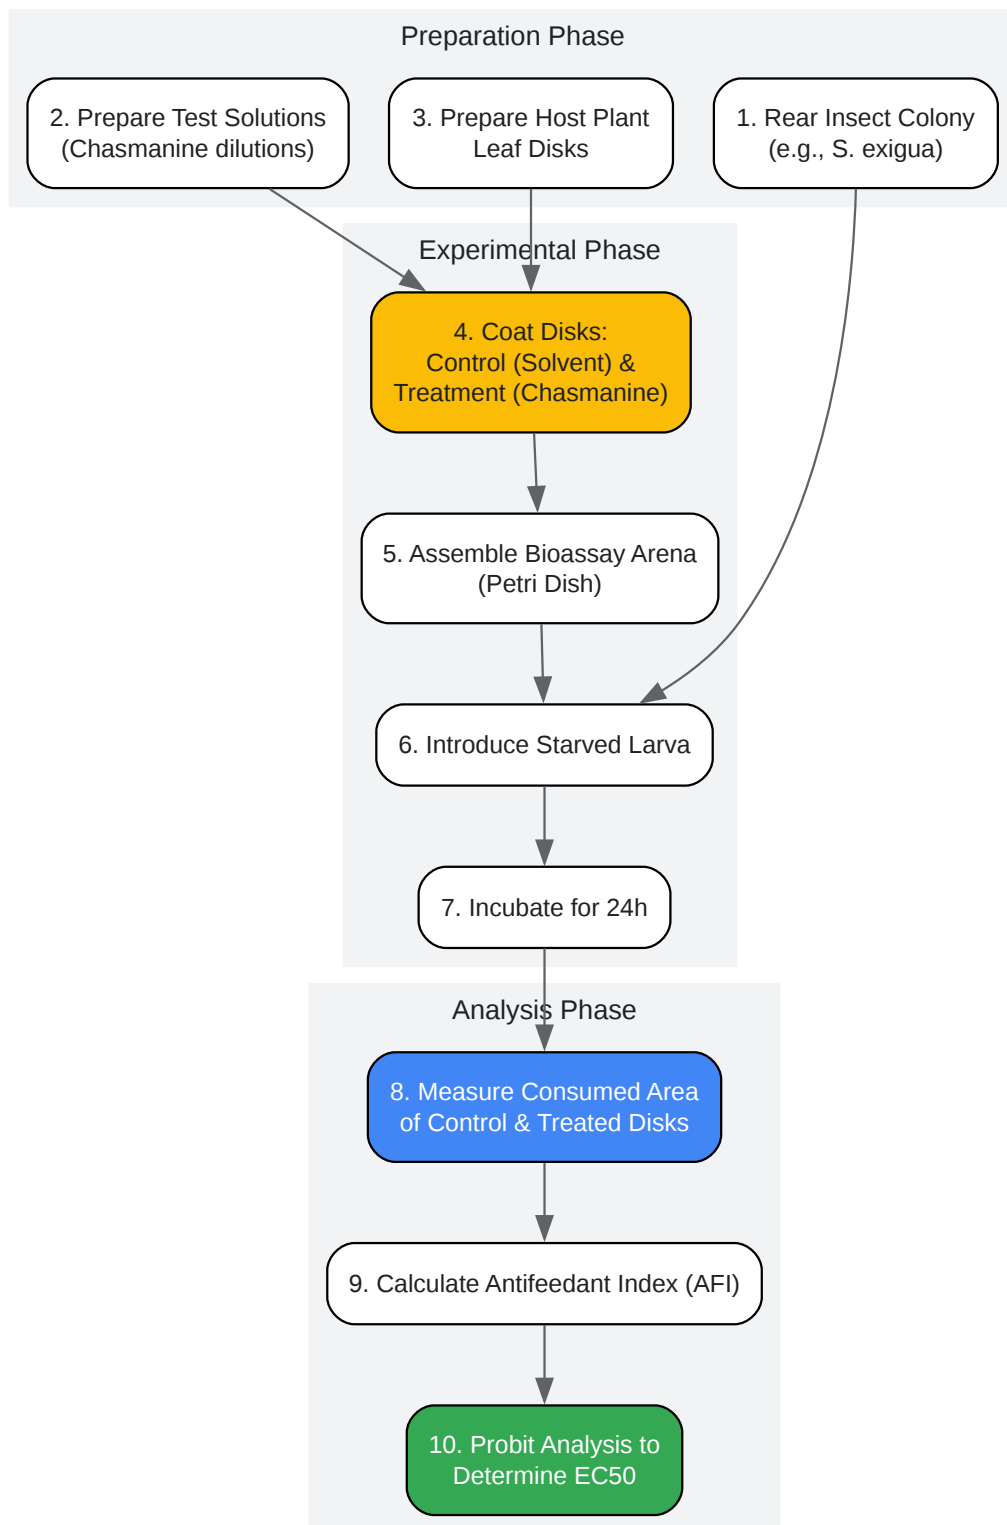 Preparation Phase
2. Prepare Test Solutions
(Chasmanine dilutions)
3. Prepare Host Plant
Leaf Disks
1. Rear Insect Colony
(e.g., S. exigua)
Experimental Phase
4. Coat Disks:
Control (Solvent) &
Treatment (Chasmanine)
5. Assemble Bioassay Arena
(Petri Dish)
6. Introduce Starved Larva
7. Incubate for 24h
Analysis Phase
8. Measure Consumed Area
of Control & Treated Disks
9. Calculate Antifeedant Index (AFI)
10. Probit Analysis to
Determine EC50